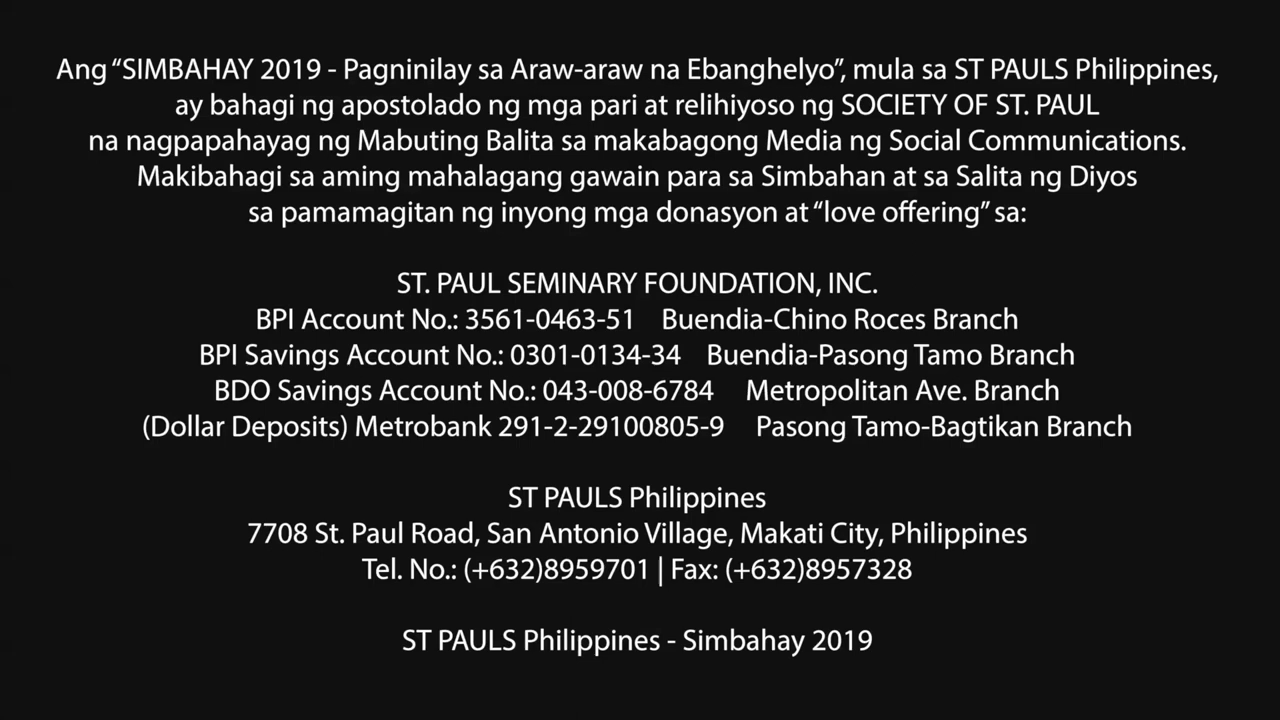 Ang “SIMBAHAY 2019 - Pagninilay sa Araw-araw na Ebanghelyo”, mula sa ST PAULS Philippines,
ay bahagi ng apostolado ng mga pari at relihiyoso ng SOCIETY OF ST. PAUL
na nagpapahayag ng Mabuting Balita sa makabagong Media ng Social Communications.
Makibahagi sa aming mahalagang gawain para sa Simbahan at sa Salita ng Diyos
sa pamamagitan ng inyong mga donasyon at “love offering” sa:
ST. PAUL SEMINARY FOUNDATION, INC.
BPI Account No.: 3561-0463-51 Buendia-Chino Roces Branch
BPI Savings Account No.: 0301-0134-34 Buendia-Pasong Tamo Branch
BDO Savings Account No.: 043-008-6784 Metropolitan Ave. Branch
(Dollar Deposits) Metrobank 291-2-29100805-9 Pasong Tamo-Bagtikan Branch
ST PAULS Philippines
7708 St. Paul Road, San Antonio Village, Makati City, Philippines
Tel. No.: (+632)8959701 | Fax: (+632)8957328
ST PAULS Philippines - Simbahay 2019